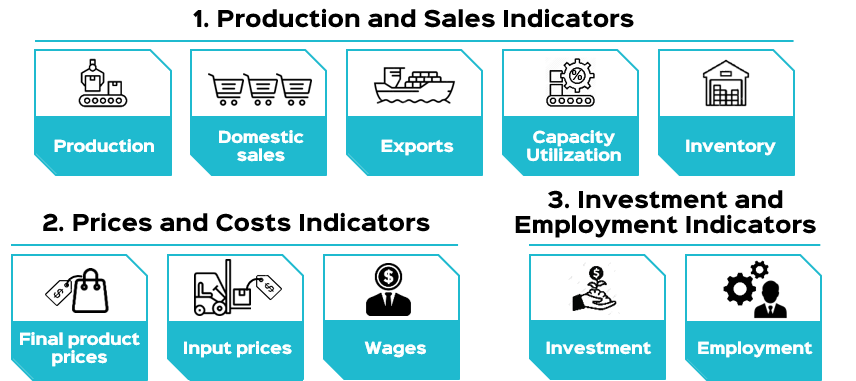 1. Production and Sales Indicators
Production
Domestic
sales
Exports
Capacity
Utilization
Inventory
2. Prices and Costs Indicators
$
Final product
prices
$
Input prices
$
Wages
3. Investment and
Employment Indicators
$
Investment
Employment
%